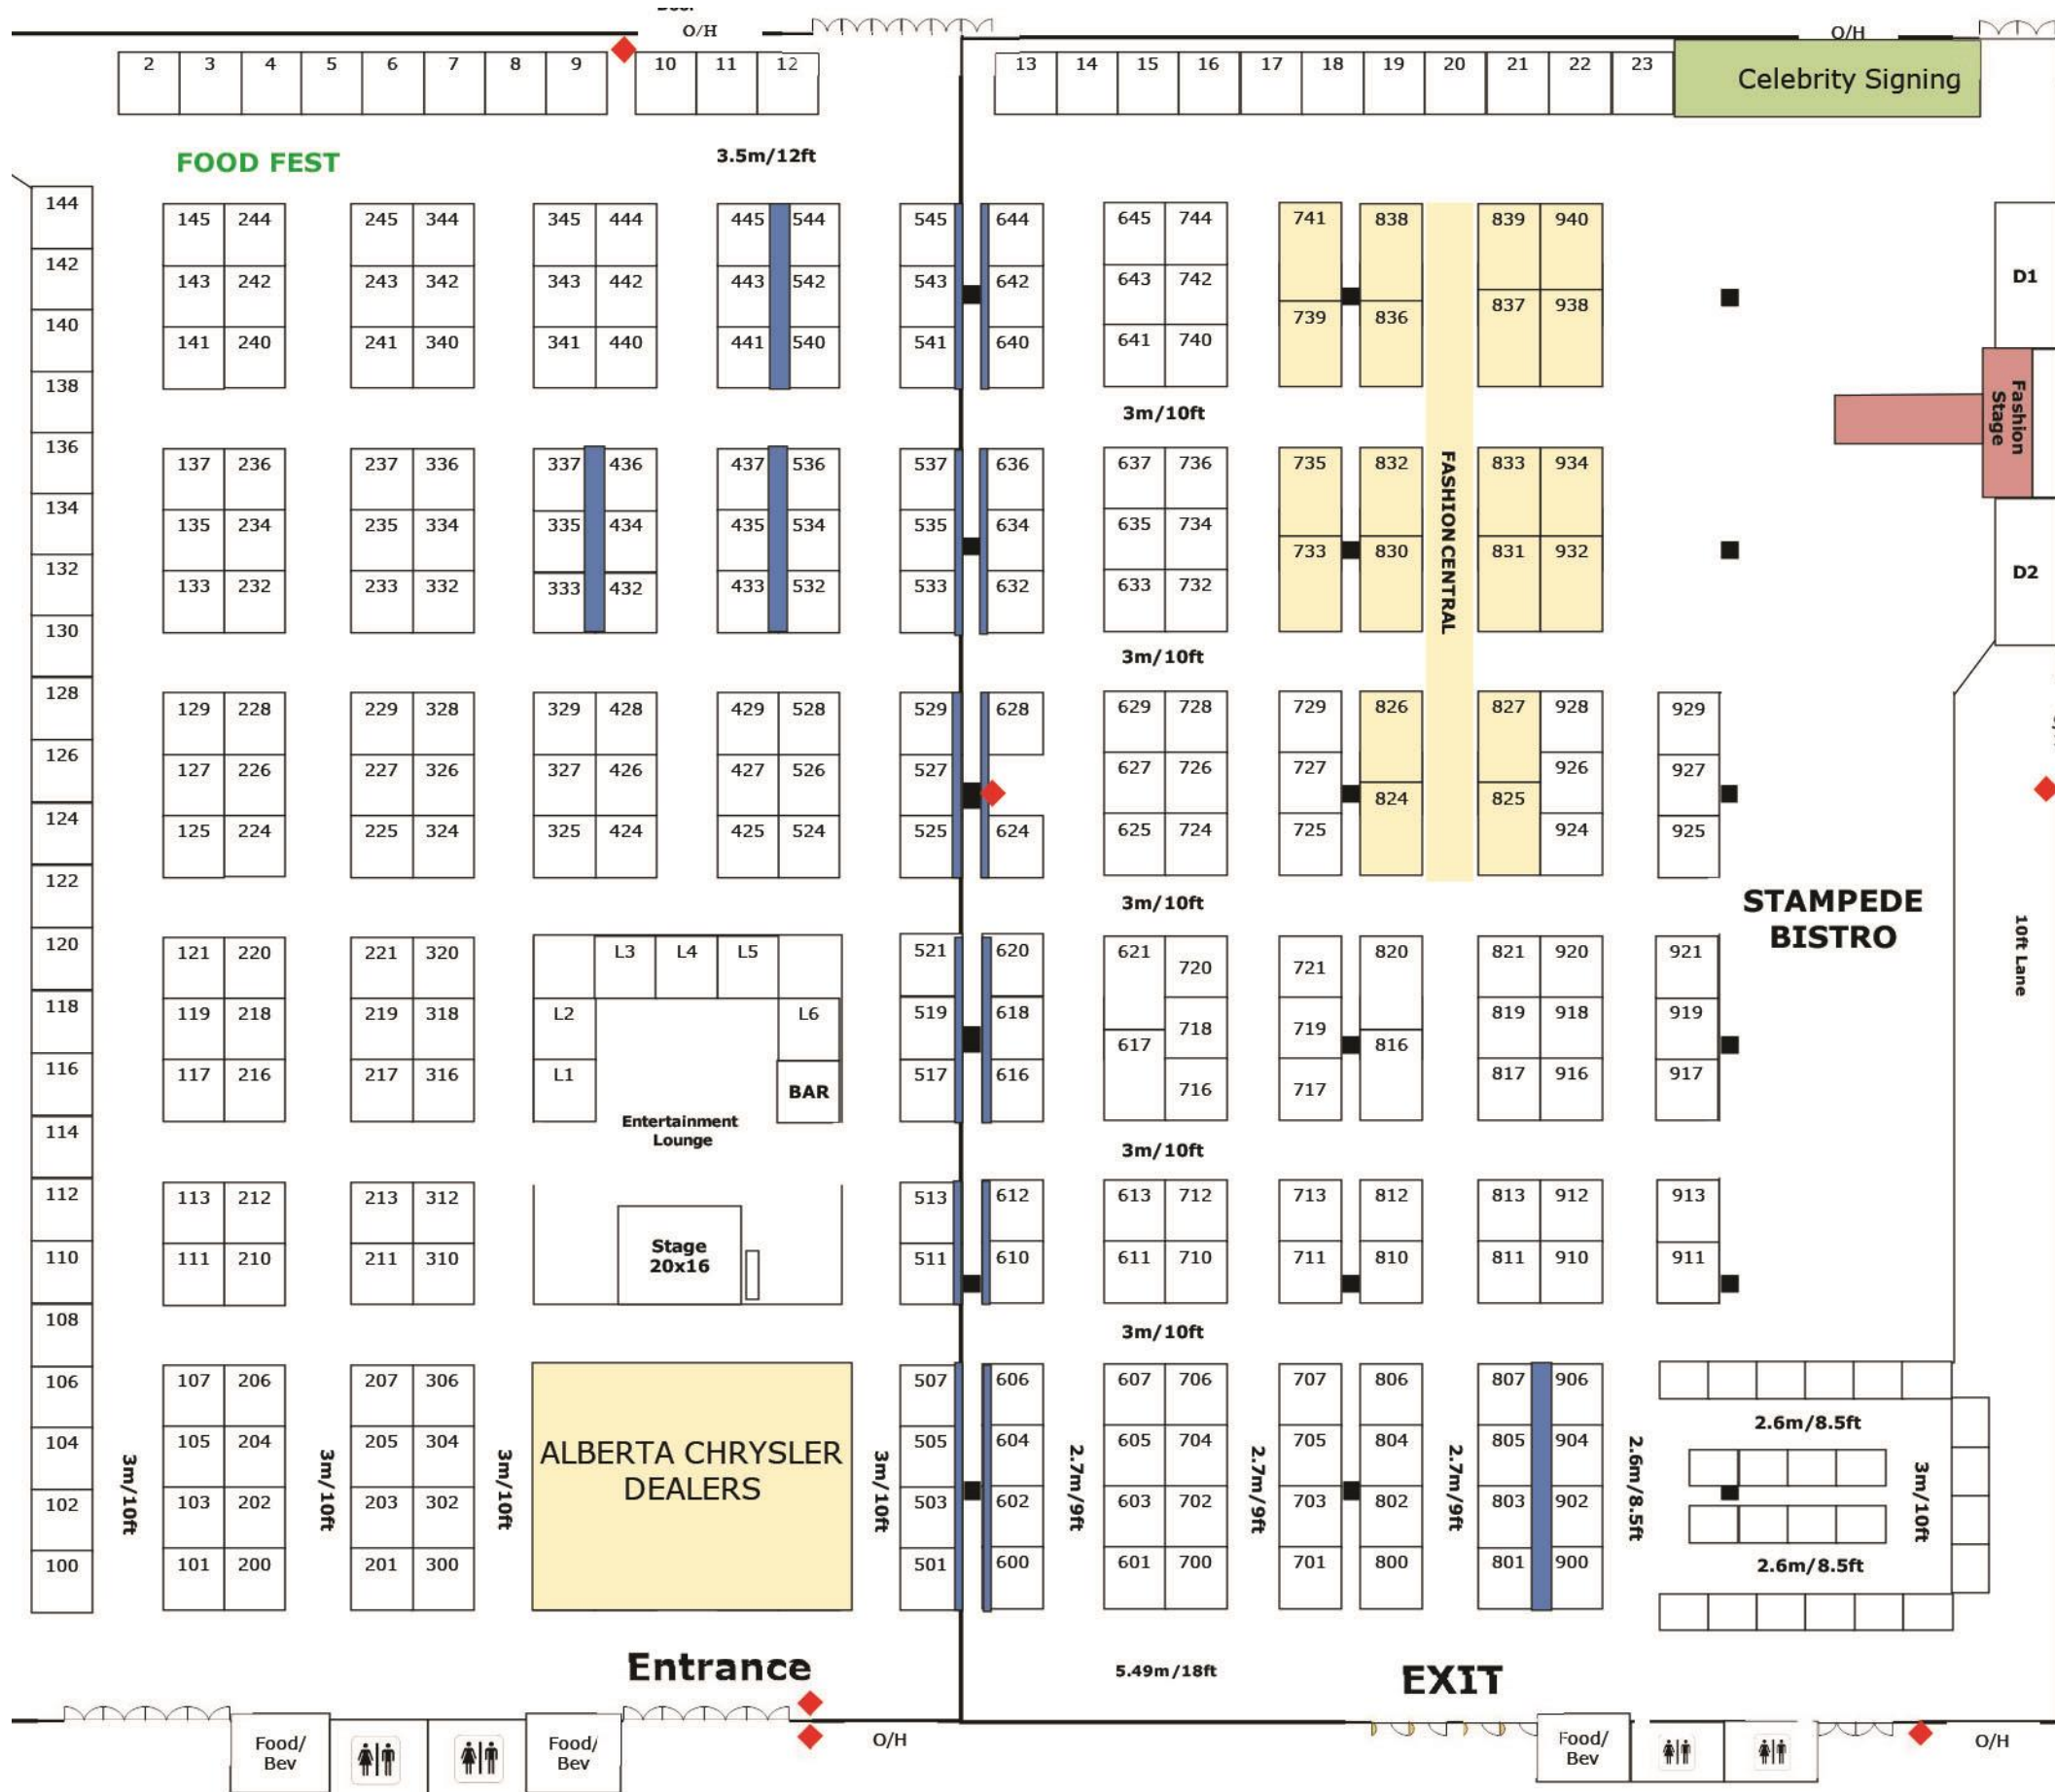 O/H
O/H
2 3 4 5 6 7 8 9 10 11 12 13 14 15 16 17 18 19 20 21 22 23 Celebrity Signing
FOOD FEST
3.5m/12ft
144
145 244 245 344 345 444 445 544 545 644 645 744 741 838 839 940
142
143 242 243 342 343 442 443 542 543 642 643 742 837 938 D1
140
739 836
141 240 241 340 341 440 441 540 541 640 641 740
138
3m/10ft
Fashion
Stage
136
137 236 237 336 337 436 437 536 537 636 637 736 735 832 833 934
FASHION CENTRAL
134
135 234 235 334 335 434 435 534 535 634 635 734
733 830 831 932
132
133 232 233 332 333 432 433 532 533 632 633 732 D2
130
3m/10ft
128
129 228 229 328 329 428 429 528 529 628 629 728 729 826 827 928 929
126
127 226 227 326 327 426 427 526 527 627 726 727 926 927
824 825
124
125 224 225 324 325 424 425 524 525 624 625 724 725 924 925
122
3m/10ft
STAMPEDE
BISTRO
10ft Lane
120
121 220 221 320 L3 L4 L5 521 620 621 720 721 820 821 920 921
118
119 218 219 318 L2 L6 519 618 718 719 819 918 919
617 816
116
117 216 217 316 L1 BAR 517 616 716 717 817 916 917
Entertainment
Lounge
114
3m/10ft
112
113 212 213 312 513 612 613 712 713 812 813 912 913
110
111 210 211 310 Stage
20x16
511 610 611 710 711 810 811 910 911
108
3m/10ft
106
107 206 207 306 507 606 607 706 707 806 807 906
2.6m/8.5ft
104
105 204 205 304 ALBERTA CHRYSLER
DEALERS
505 604 605 704 705 804 805 904
3m/10ft 3m/10ft 3m/10ft 3m/10ft 2.7m/9ft 2.7m/9ft 2.7m/9ft 2.6m/8.5ft 3m/10ft
102
103 202 203 302 503 602 603 702 703 802 803 902
100
101 200 201 300 501 600 601 700 701 800 801 900
2.6m/8.5ft
Entrance
5.49m/18ft
EXIT
Food/
Bev
Food/
Bev
O/H
Food/
Bev
O/H